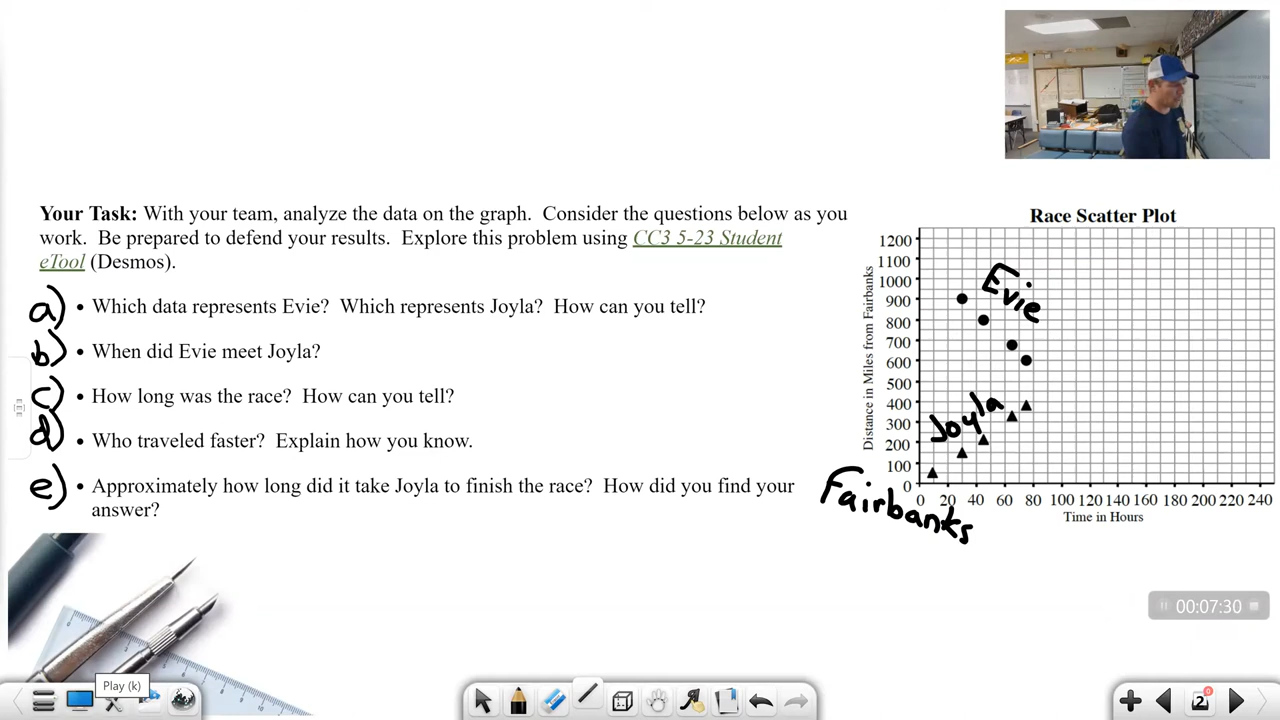 Your Task: With your team, analyze the data on the graph. Consider the questions below as you
work. Be prepared to defend your results. Explore this problem using CC3 5-23 Student
eTool (Desmos).
a) • Which data represents Evie? Which represents Joyla? How can you tell?
b) • When did Evie meet Joyla?
c) • How long was the race? How can you tell?
d) • Who traveled faster? Explain how you know.
e) • Approximately how long did it take Joyla to finish the race? How did you find your
answer?
Race Scatter Plot
Distance in Miles from Fairbanks
1200
1100
1000
900
800
700
600
500
400
300
200
100
0
Evie
Joyla
Fairbanks
0 20 40 60 80 100 120 140 160 180 200 220 240
Time in Hours
00:07:30
Play (k)
2
0